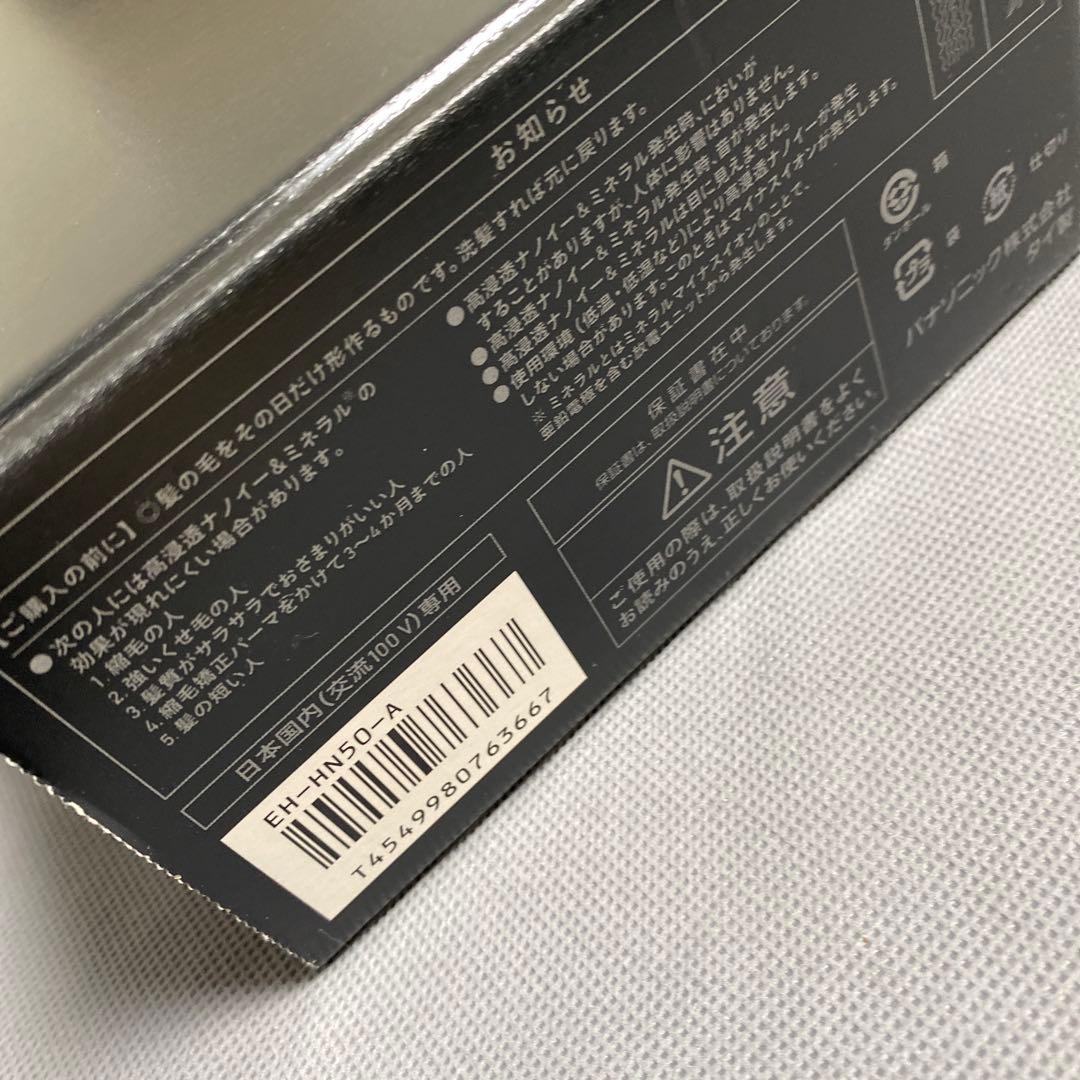 お知らせ
【ご購入の前に】◎髪の毛をその日だけ形作るものです。洗髪すれば元に戻ります。
●次の人には高浸透ナノイー&ミネラル※の
効果が現れにくい場合があります。
1. 縮毛の人
2. 強いくせ毛の人
3. 髪質がサラサラでおさまりがいい人
4. 縮毛矯正パーマをかけて3~4か月までの人
5. 髪の短い人
●高浸透ナノイー&ミネラル発生時、においが
することがありますが、人体に影響はありません。
●高浸透ナノイー&ミネラル発生時、音が発生します。
●高浸透ナノイー&ミネラルは目に見えません。
●使用環境(低温・低湿など)により高浸透ナノイーが発生
しない場合があります。このときはマイナスイオンが発生します。
※ミネラルとはミネラルマイナスイオンのことで、
亜鉛電極を含む放電ユニットから発生します。
日本国内(交流100V)専用
EH-HN50-A
T4549980763667
保証書在中
保証書は、取扱説明書についております。
注意
ご使用の際は、取扱説明書をよく
お読みのうえ、正しくお使いください。
ダンボール
箱
袋
紙
仕切り
パナソニック株式会社
タイ製